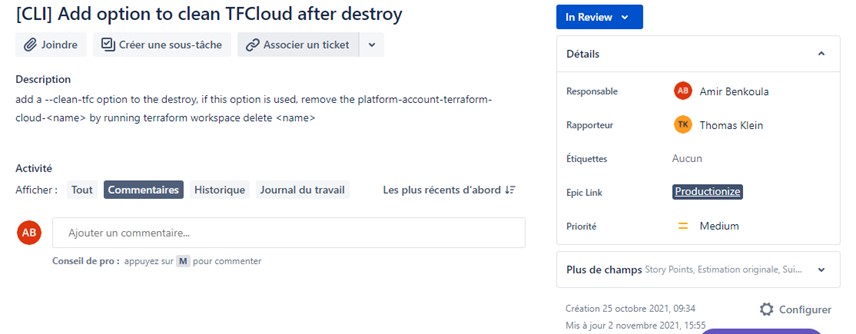 [CLI] Add option to clean TFCloud after destroy
Joindre
Créer une sous-tâche
Associer un ticket
Description
add a --clean-tfc option to the destroy, if this option is used, remove the platform-account-terraform-
cloud-<name> by running terraform workspace delete <name>
Activité
Afficher : Tout Commentaires Historique Journal du travail Les plus récents d'abord
AB Ajouter un commentaire...
Conseil de pro : appuyez sur M pour commenter
In Review
Détails
Responsable AB Amir Benkoula
Rapporteur TK Thomas Klein
Étiquettes Aucun
Epic Link Productionize
Priorité Medium
Plus de champs Story Points, Estimation originale, Sui...
Création 25 octobre 2021, 09:34 Configurer
Mis à jour 2 novembre 2021, 15:55